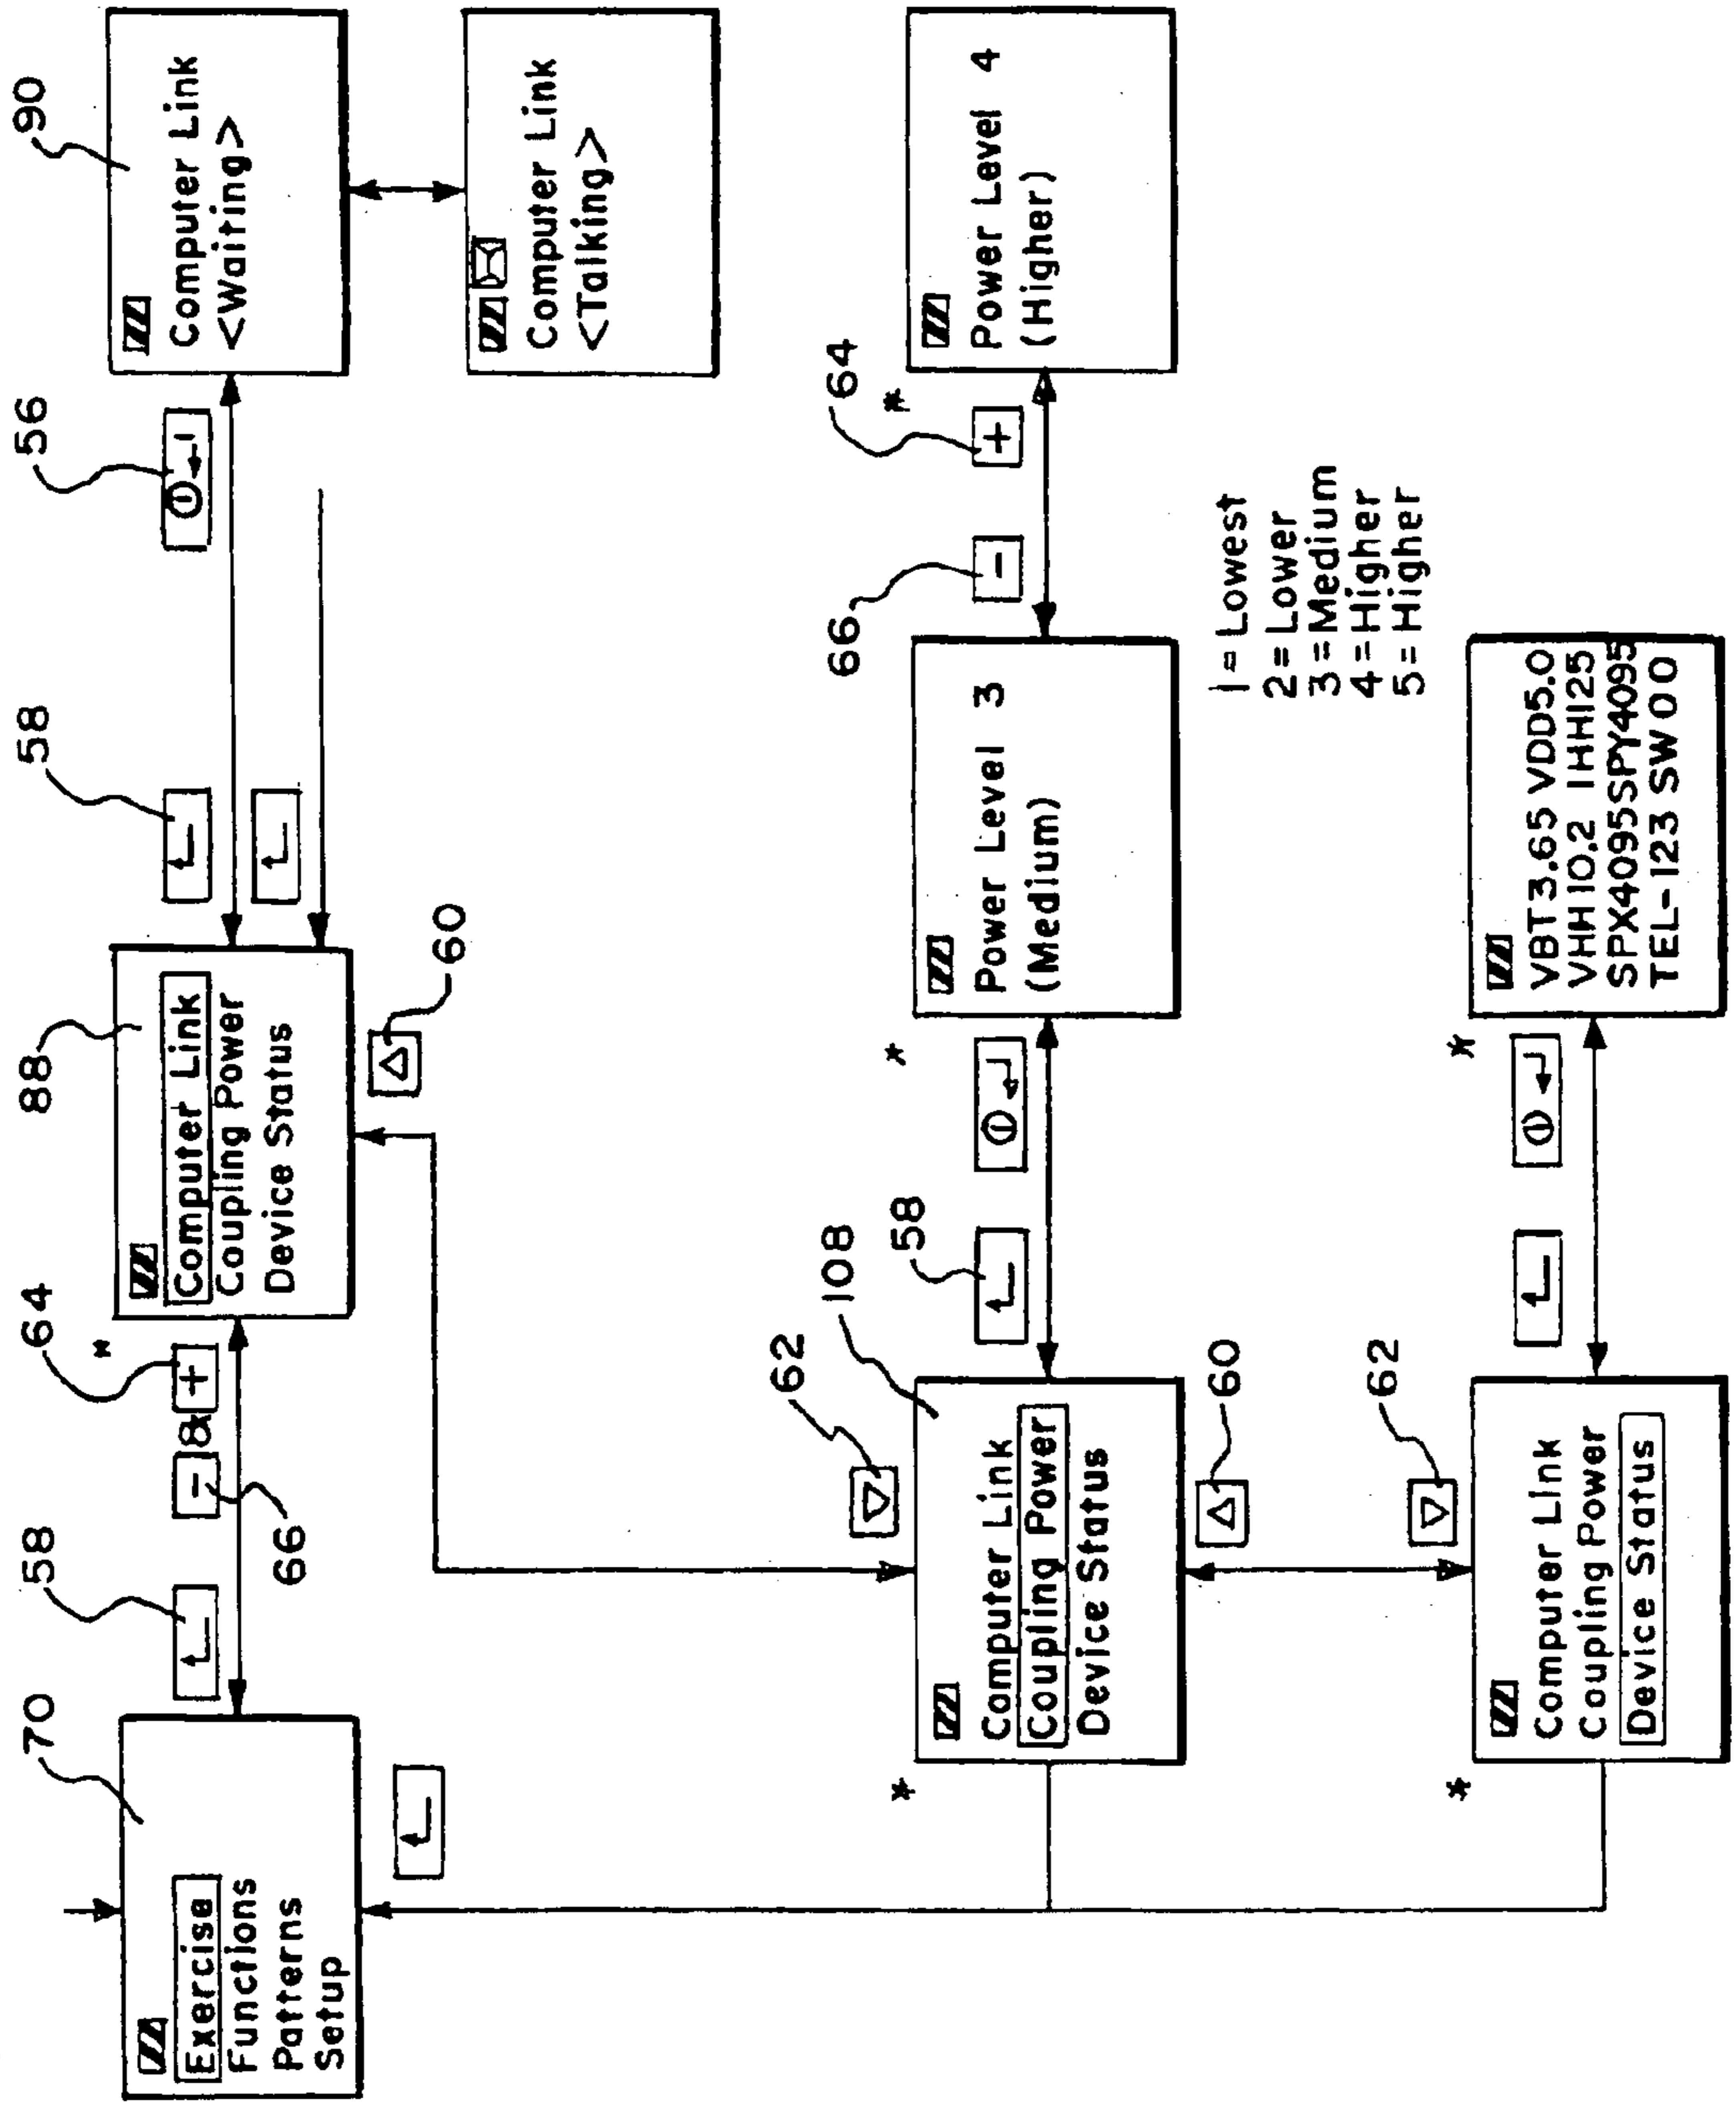 70
Exercise
Functions
Patterns
Setup
58
66
- & +
64
*
88
Computer Link
Coupling Power
Device Status
60
58
56
90
Computer Link
<Waiting>
Computer Link
<Talking>
*
62
108
Computer Link
Coupling Power
Device Status
60
58
*
Power Level 3
(Medium)
66
-
+
64
*
Power Level 4
(Higher)
1 = Lowest
2 = Lower
3 = Medium
4 = Higher
5 = Higher
*
62
Computer Link
Coupling Power
Device Status
*
VBT3.65 VDD5.0
VHH10.2 IHH125
SPX4095SPY4095
TEL-123 SW00